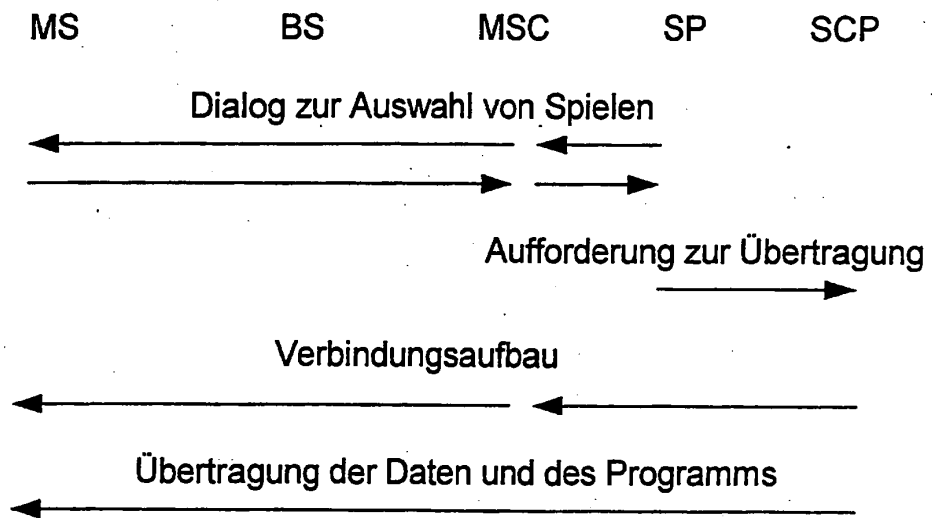 MS BS MSC SP SCP
Dialog zur Auswahl von Spielen
Aufforderung zur Übertragung
Verbindungsaufbau
Übertragung der Daten und des Programms